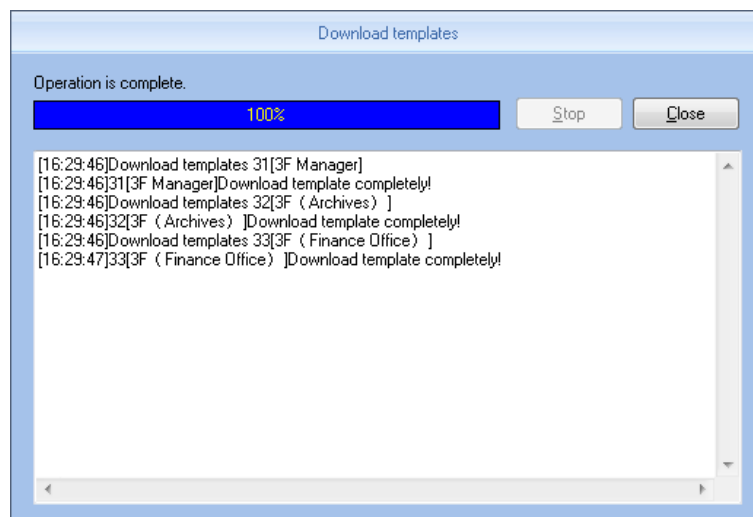 Download templates
Operation is complete.
100%
Stop
Close
[16:29:46]Download templates 31[3F Manager]
[16:29:46]31[3F Manager]Download template completely!
[16:29:46]Download templates 32[3F（Archives）]
[16:29:46]32[3F（Archives）]Download template completely!
[16:29:46]Download templates 33[3F（Finance Office）]
[16:29:47]33[3F（Finance Office）]Download template completely!